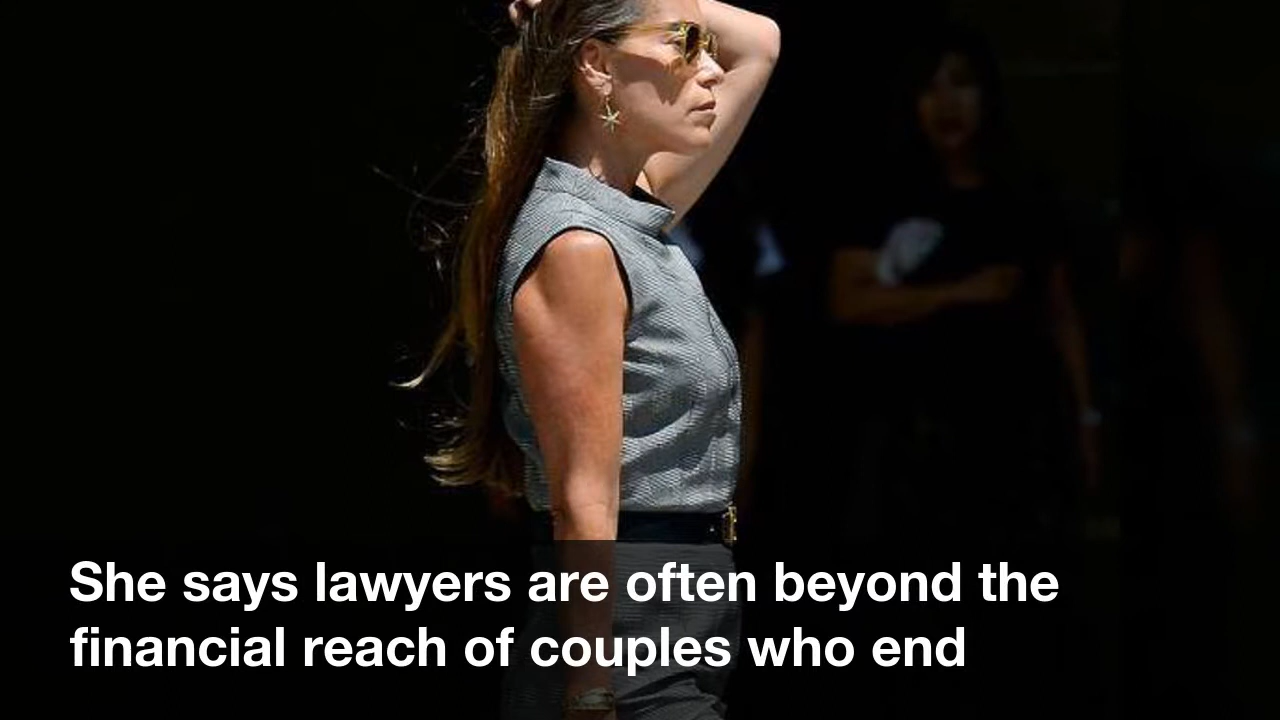 She says lawyers are often beyond the
financial reach of couples who end